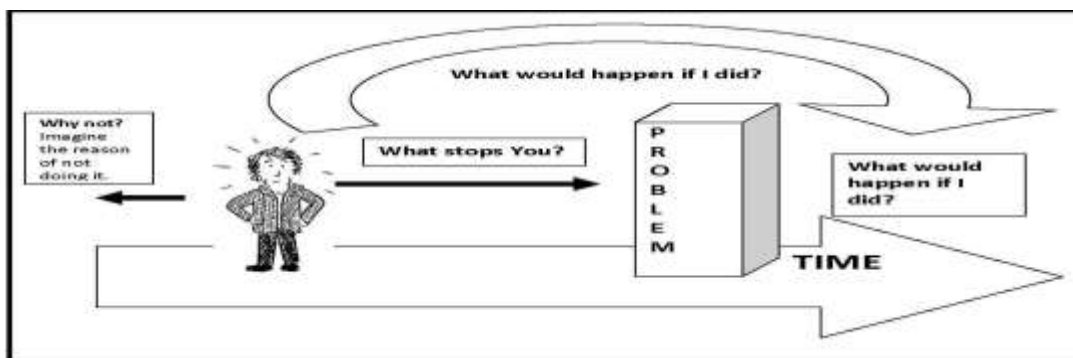 What would happen if I did?
Why not?
Imagine
the reason
of not
doing it.
What stops You?
P
R
O
B
L
E
M
What would
happen if I
did?
TIME